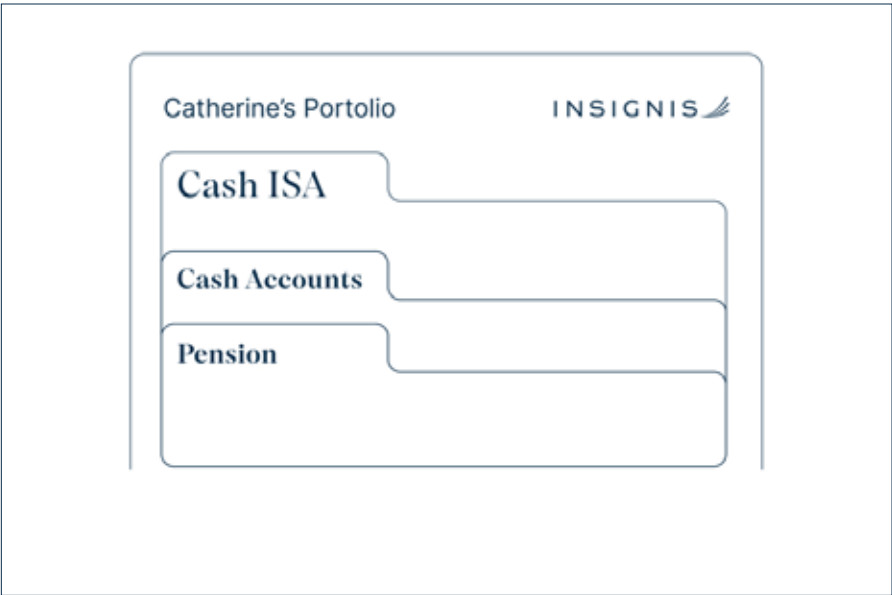 Catherine's Portolio
INSIGNIS
Cash ISA
Cash Accounts
Pension